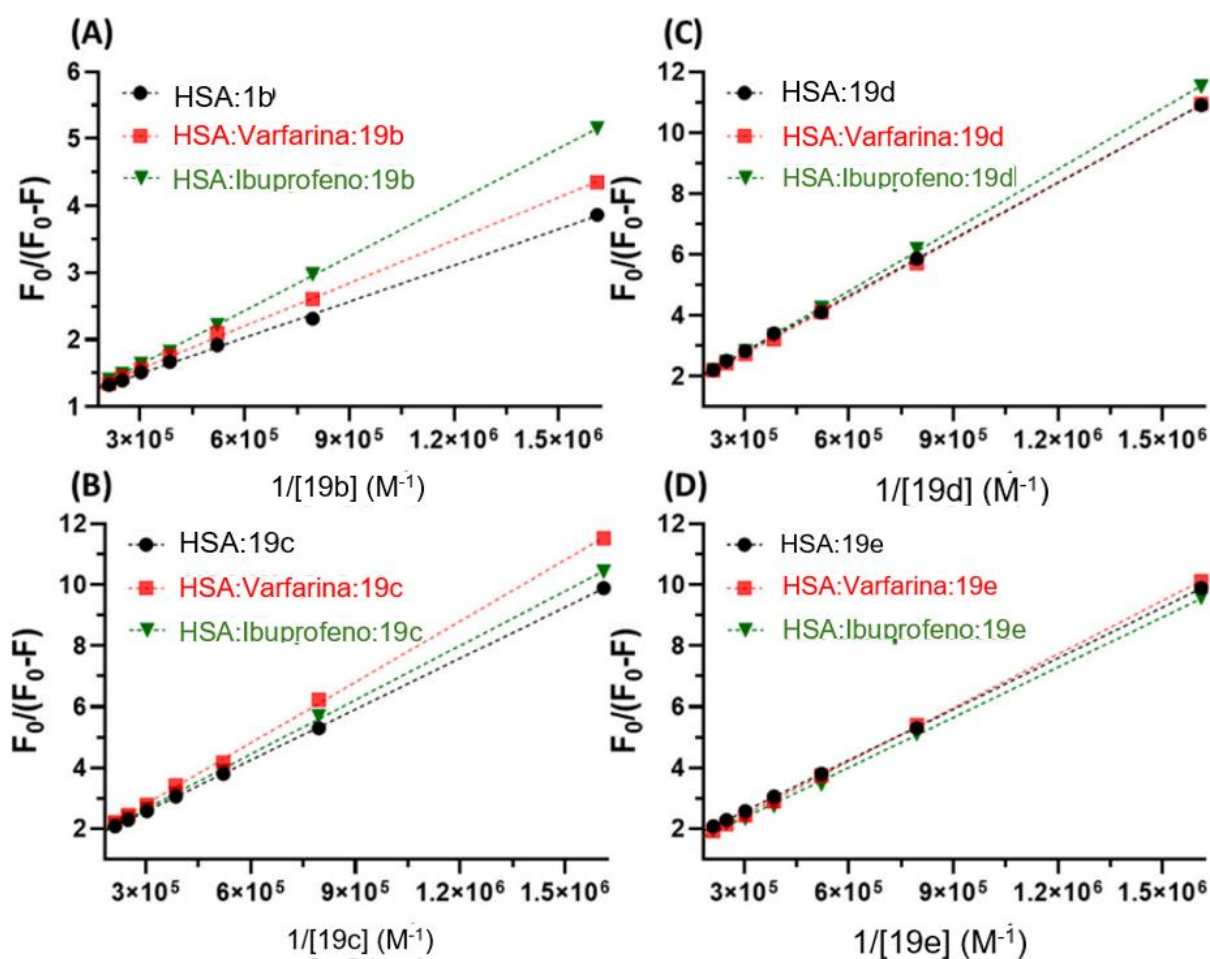 (A)
F₀/(F₀-F)
6
5
4
3
2
1
HSA:1b
HSA:Varfarina:19b
HSA:Ibuprofeno:19b
3×10⁵ 6×10⁵ 9×10⁵ 1.2×10⁶ 1.5×10⁶
1/[19b] (M⁻¹)
(C)
F₀/(F₀-F)
12
10
8
6
4
2
HSA:19d
HSA:Varfarina:19d
HSA:Ibuprofeno:19d
3×10⁵ 6×10⁵ 9×10⁵ 1.2×10⁶ 1.5×10⁶
1/[19d] (M⁻¹)
(B)
F₀/(F₀-F)
12
10
8
6
4
2
HSA:19c
HSA:Varfarina:19c
HSA:Ibuprofeno:19c
3×10⁵ 6×10⁵ 9×10⁵ 1.2×10⁶ 1.5×10⁶
1/[19c] (M⁻¹)
(D)
F₀/(F₀-F)
12
10
8
6
4
2
HSA:19e
HSA:Varfarina:19e
HSA:Ibuprofeno:19e
3×10⁵ 6×10⁵ 9×10⁵ 1.2×10⁶ 1.5×10⁶
1/[19e] (M⁻¹)